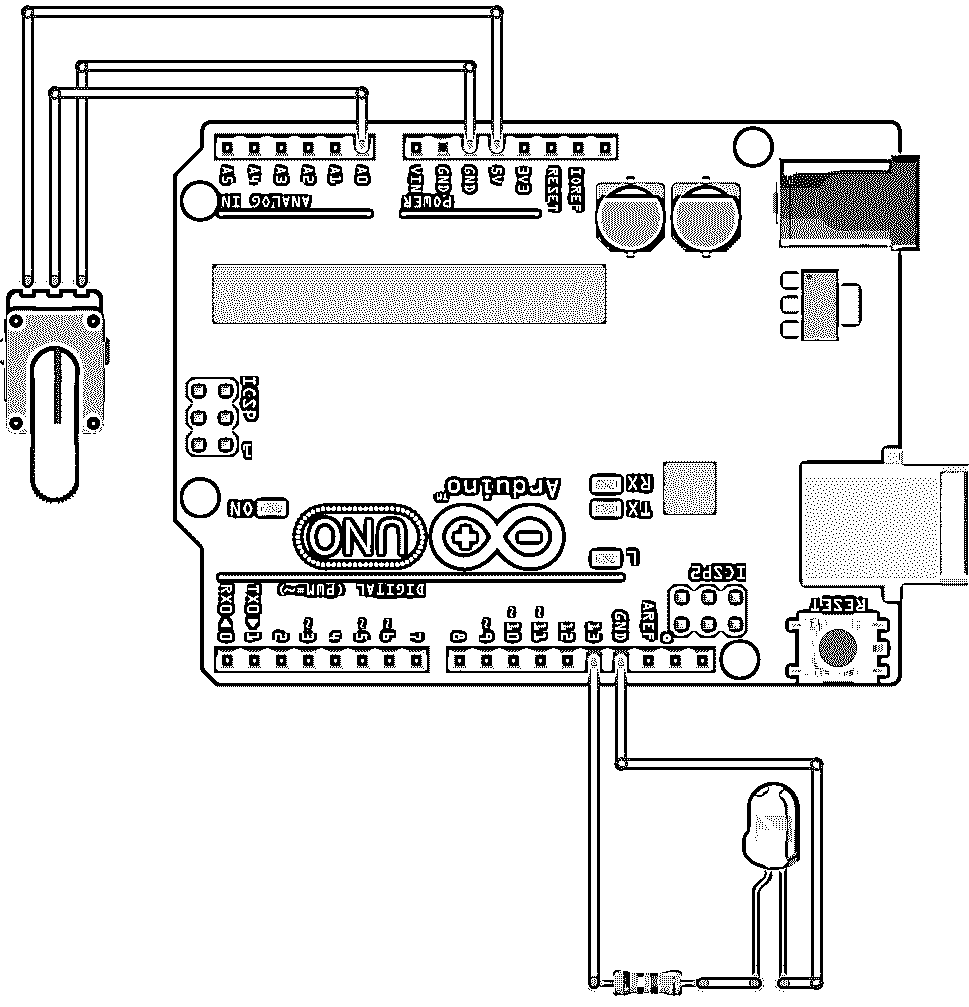 A5 A4 A3 A2 A1 A0 VIN GND GND 5V 3V3 RESET IOREF
ANALOG IN POWER
ICSP
1
Arduino™ RX
ON TX
UNO L
ICSP2
DIGITAL (PWM=~)
RESET
RX0◀0 TX0▶1 2 ~3 4 ~5 ~6 7 8 ~9 ~10 ~11 12 13 GND AREF